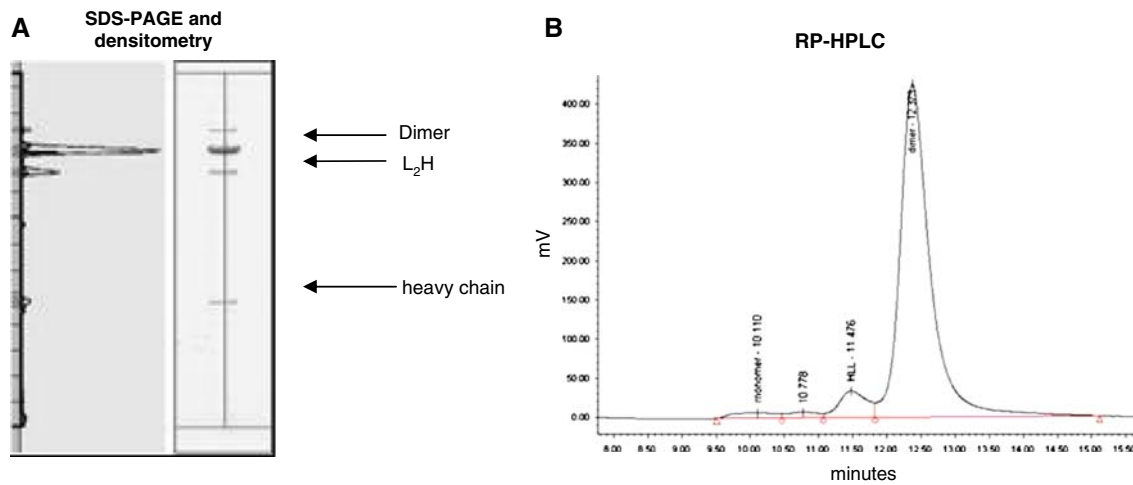 A
SDS-PAGE and
densitometry
Dimer
L₂H
heavy chain
B
RP-HPLC
mV
400.00
350.00
300.00
250.00
200.00
150.00
100.00
50.00
0.00
monomer - 10 110
10 778
HLL - 11 476
dimer - 12 373
8.00 8.50 9.00 9.50 10.00 10.50 11.00 11.50 12.00 12.50 13.00 13.50 14.00 14.50 15.00 15.50
minutes